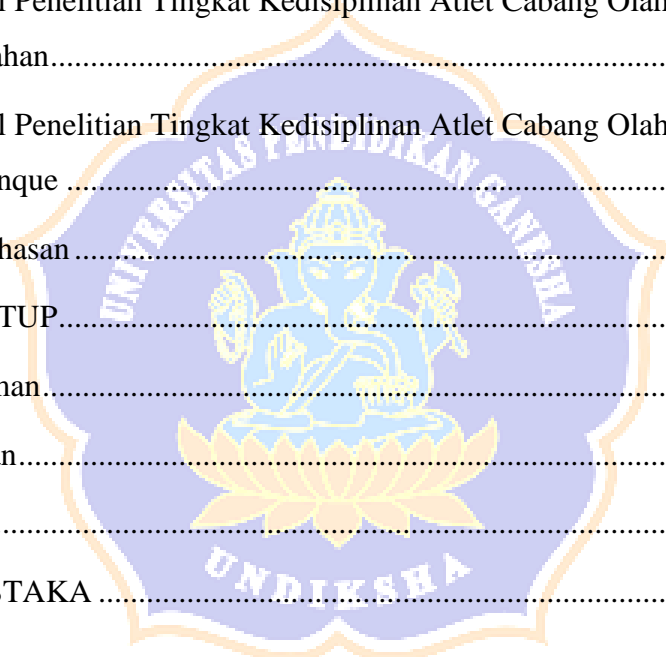 l Penelitian Tingkat Kedisiplinan Atlet Cabang Olah
ahan........................................................................
l Penelitian Tingkat Kedisiplinan Atlet Cabang Olah
nque ......................................................................
hasan .....................................................................
TUP........................................................................
han.........................................................................
n............................................................................
..............................................................................
STAKA ..................................................................
UNIVERSITAS PENDIDIKAN GANESHA
UNDIKSHA